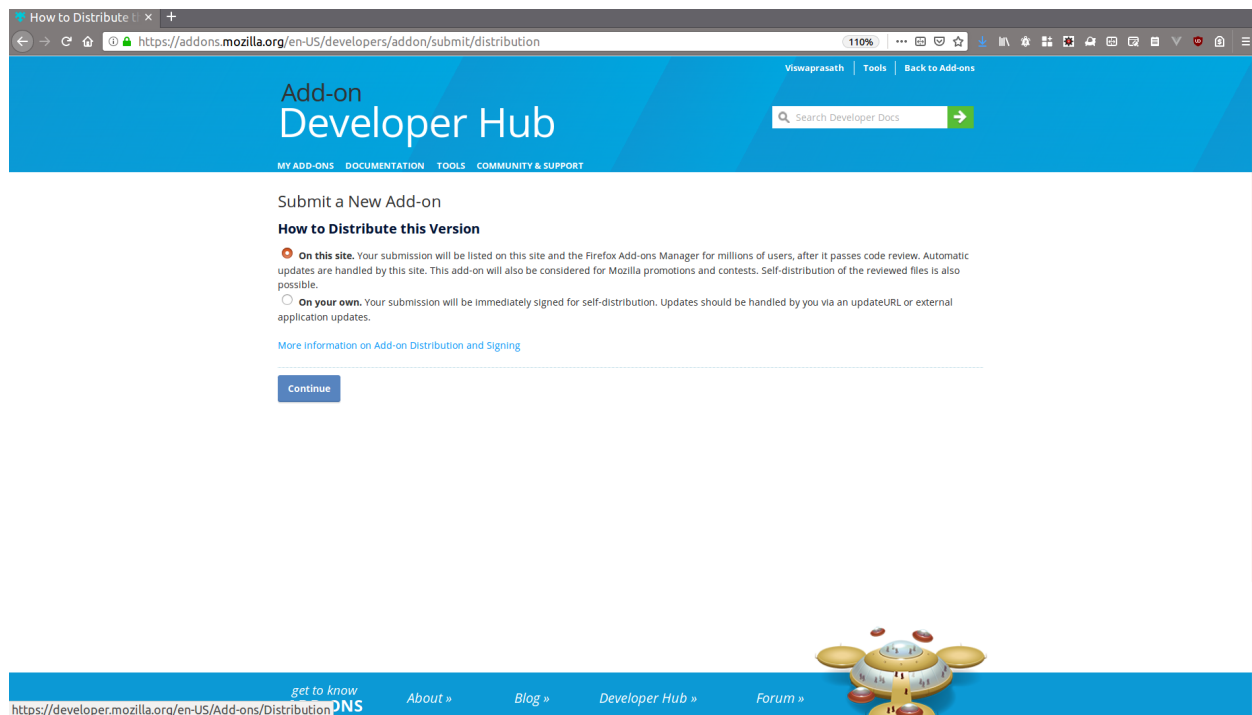 How to Distribute t
https://addons.mozilla.org/en-US/developers/addon/submit/distribution
110%
Viswaprasath
Tools
Back to Add-ons
Add-on
Developer Hub
Search Developer Docs
MY ADD-ONS DOCUMENTATION TOOLS COMMUNITY & SUPPORT
Submit a New Add-on
How to Distribute this Version
On this site. Your submission will be listed on this site and the Firefox Add-ons Manager for millions of users, after it passes code review. Automatic
updates are handled by this site. This add-on will also be considered for Mozilla promotions and contests. Self-distribution of the reviewed files is also
possible.
On your own. Your submission will be immediately signed for self-distribution. Updates should be handled by you via an updateURL or external
application updates.
More information on Add-on Distribution and Signing
Continue
get to know
ONS
About »
Blog »
Developer Hub »
Forum »
https://developer.mozilla.org/en-US/Add-ons/Distribution